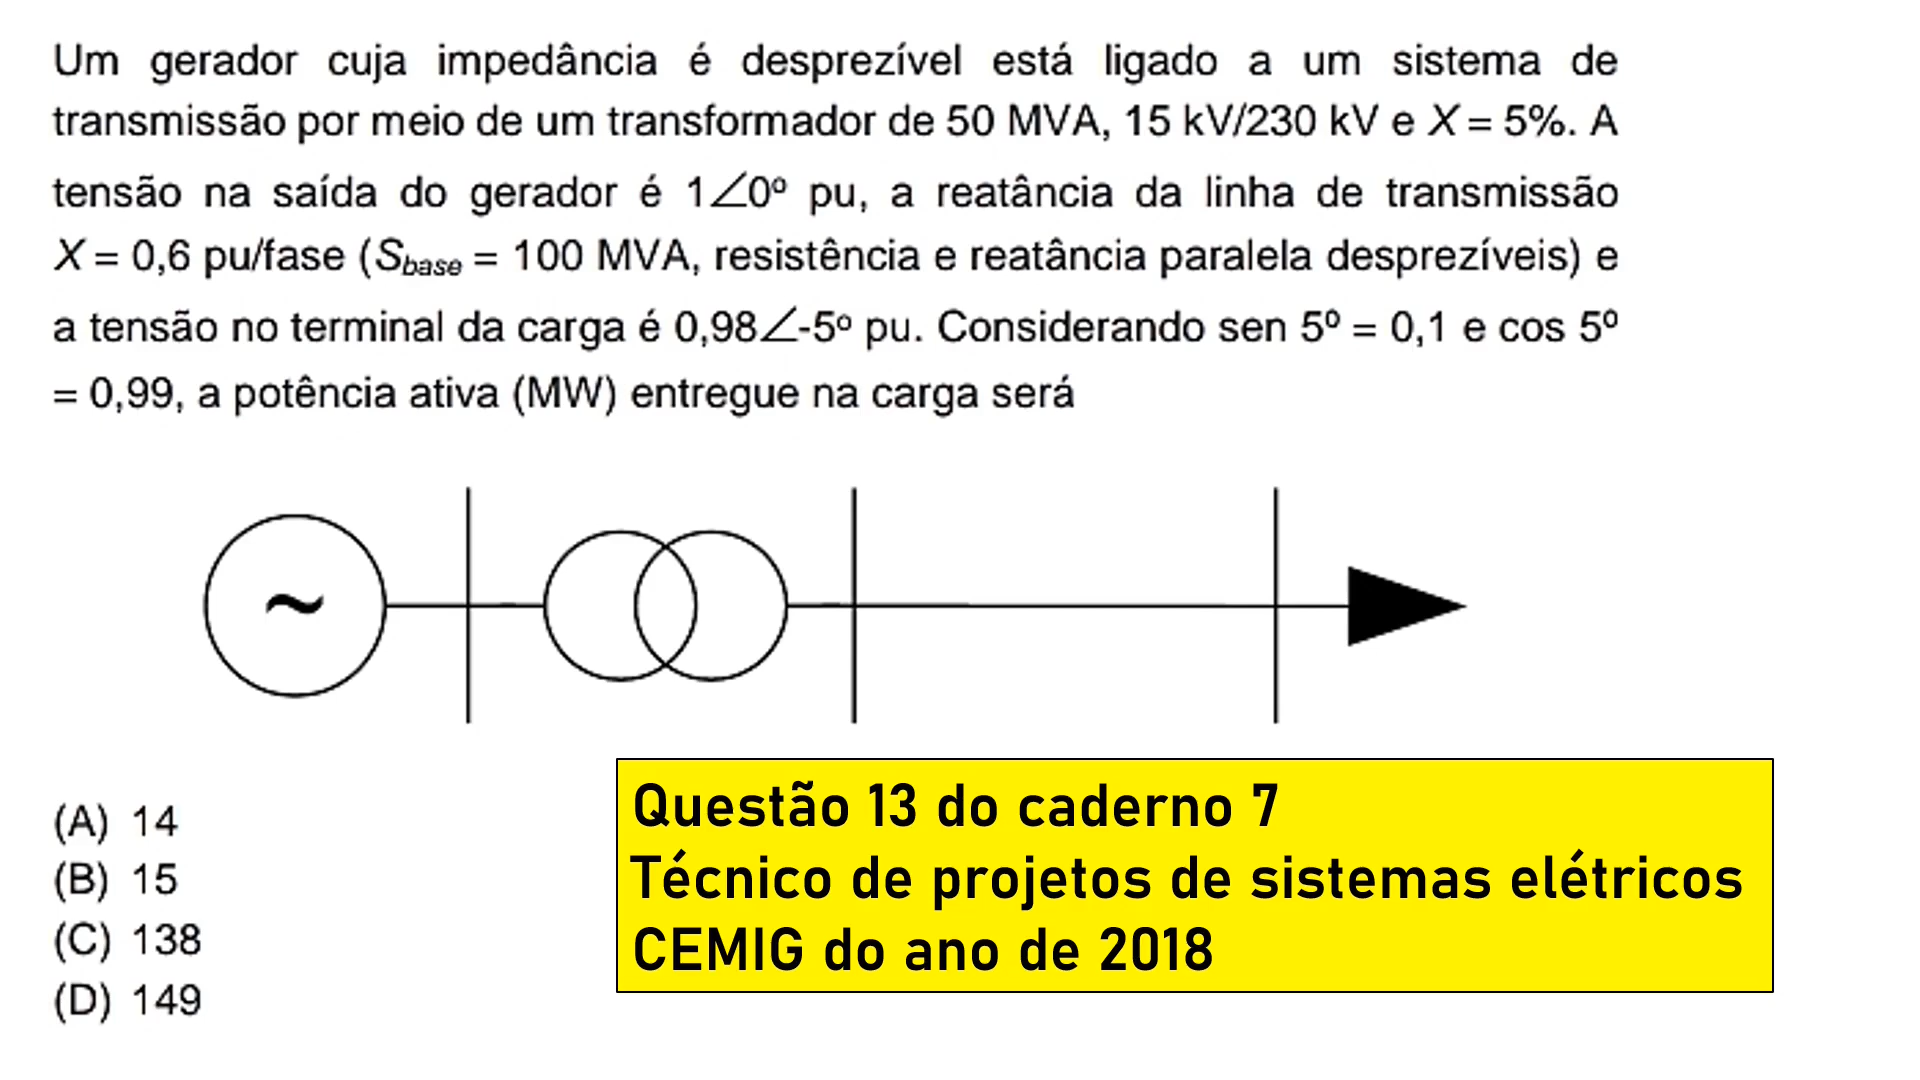 Um gerador cuja impedância é desprezível está ligado a um sistema de
transmissão por meio de um transformador de 50 MVA, 15 kV/230 kV e X = 5%. A
tensão na saída do gerador é 1∠0º pu, a reatância da linha de transmissão
X = 0,6 pu/fase (Sbase = 100 MVA, resistência e reatância paralela desprezíveis) e
a tensão no terminal da carga é 0,98∠-5º pu. Considerando sen 5º = 0,1 e cos 5º
= 0,99, a potência ativa (MW) entregue na carga será
~
(A) 14
(B) 15
(C) 138
(D) 149
Questão 13 do caderno 7
Técnico de projetos de sistemas elétricos
CEMIG do ano de 2018